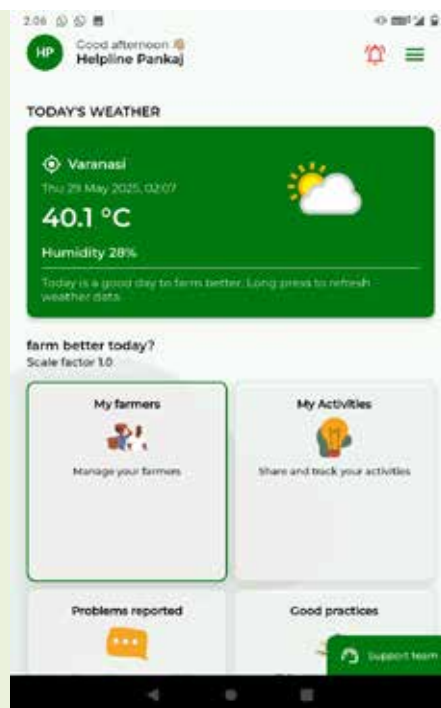 2.06
HP
Good afternoon
Helpline Pankaj
TODAY'S WEATHER
Varanasi
Thu 29 May 2025, 02:07
40.1 °C
Humidity 28%
Today is a good day to farm better. Long press to refresh
weather data
farm better today?
Scale factor 1.0
My farmers
Manage your farmers
My Activities
Share and track your activities
Problems reported
Good practices
Support team